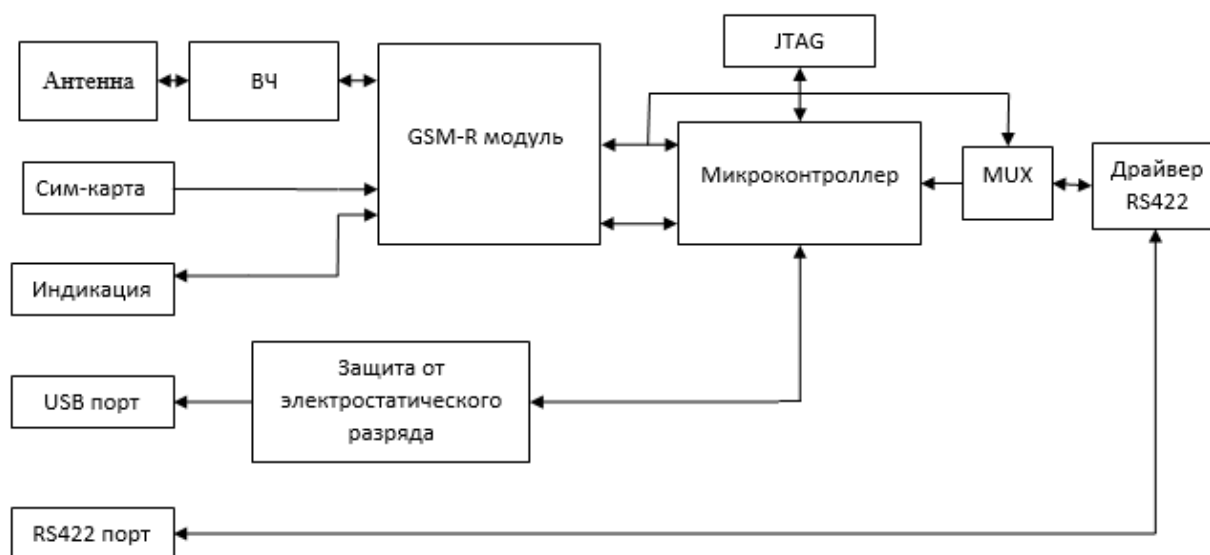 JTAG
Антенна
ВЧ
GSM-R модуль
Сим-карта
Микроконтроллер
MUX
Драйвер
RS422
Индикация
USB порт
Защита от
электростатического
разряда
RS422 порт